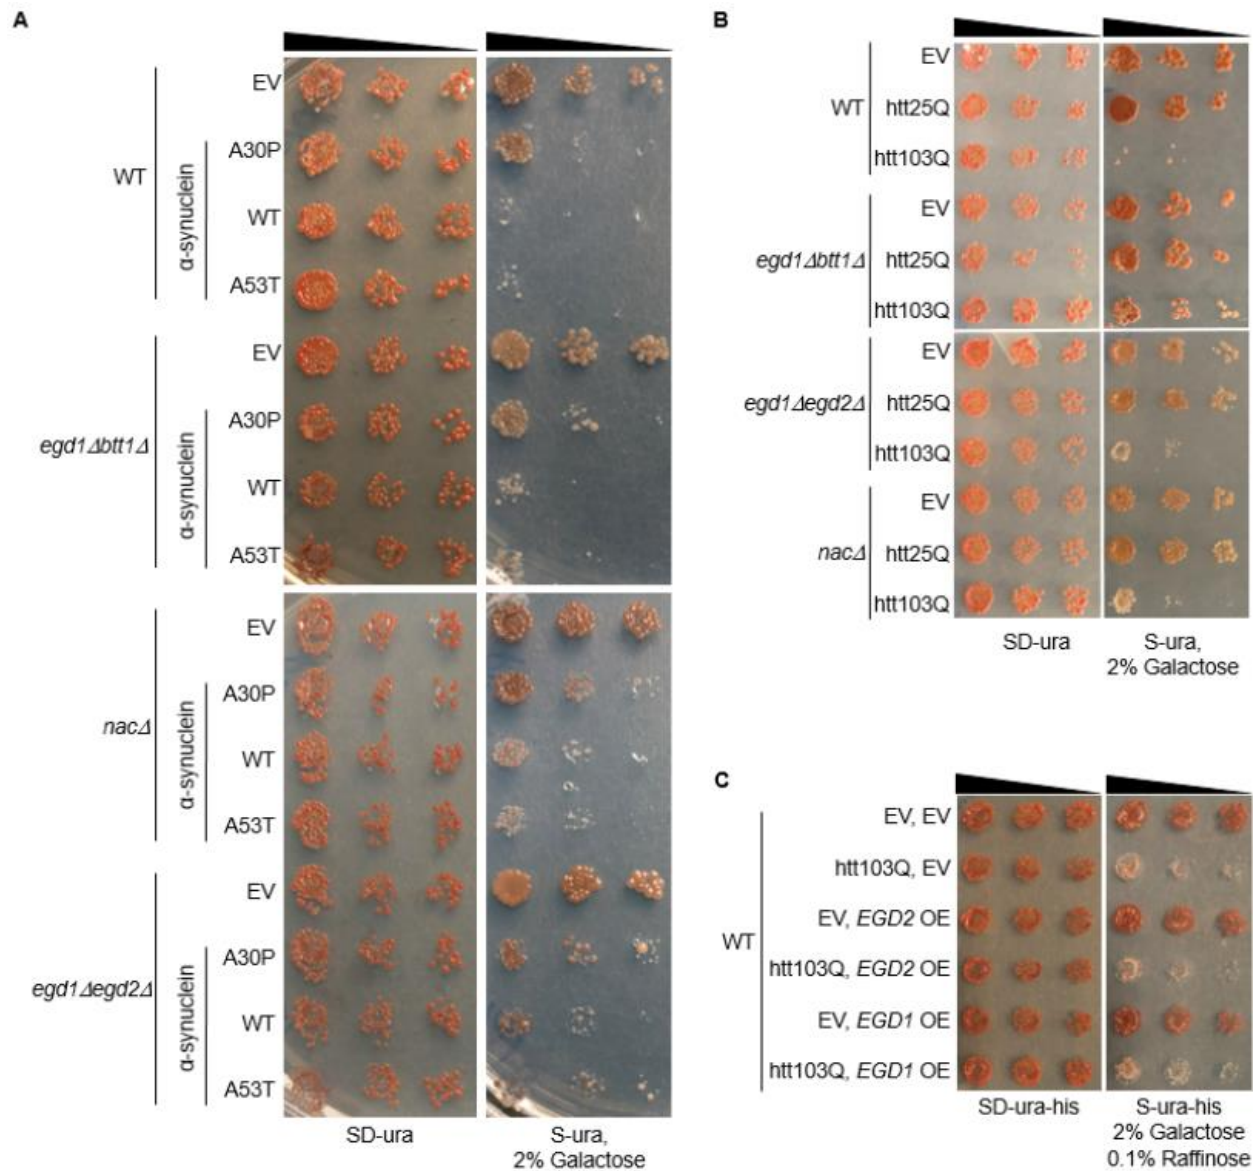 A
WT
α-synuclein
EV
A30P
WT
A53T
egd1Δbtt1Δ
α-synuclein
EV
A30P
WT
A53T
nacΔ
α-synuclein
EV
A30P
WT
A53T
egd1Δegd2Δ
α-synuclein
EV
A30P
WT
A53T
SD-ura
S-ura,
2% Galactose
B
WT
EV
htt25Q
htt103Q
egd1Δbtt1Δ
EV
htt25Q
htt103Q
egd1Δegd2Δ
EV
htt25Q
htt103Q
nacΔ
EV
htt25Q
htt103Q
SD-ura
S-ura,
2% Galactose
C
WT
EV, EV
htt103Q, EV
EV, EGD2 OE
htt103Q, EGD2 OE
EV, EGD1 OE
htt103Q, EGD1 OE
SD-ura-his
S-ura-his
2% Galactose
0.1% Raffinose